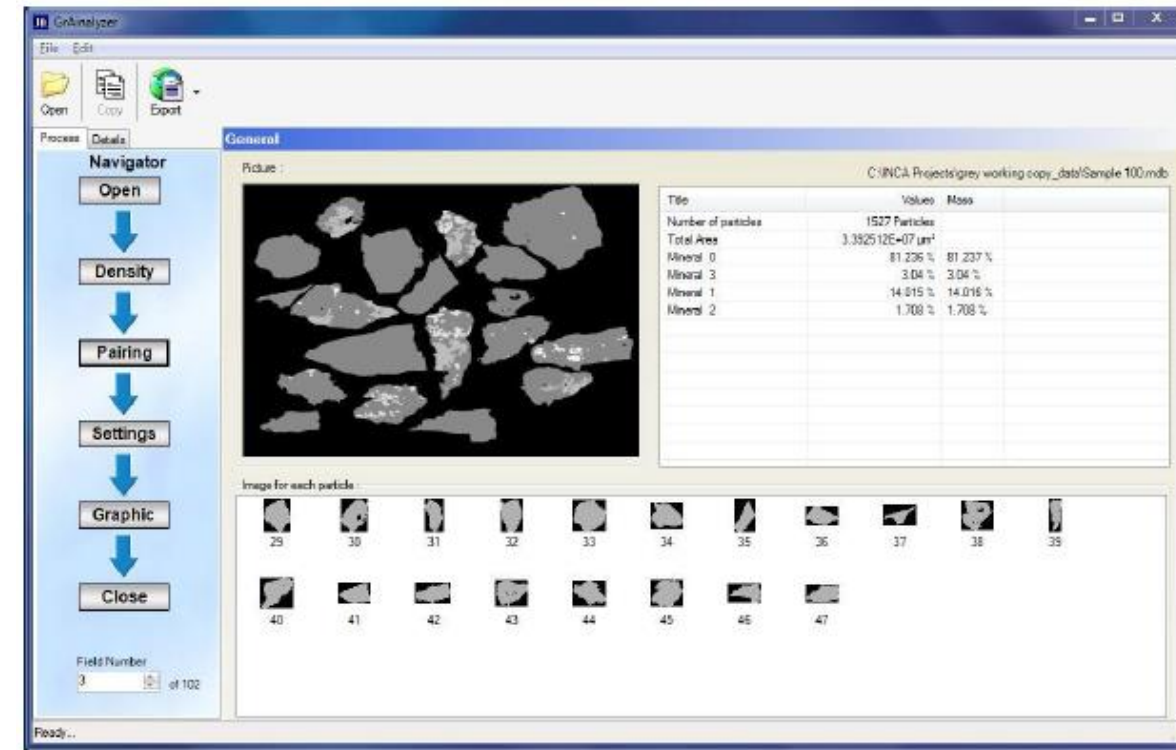 GrAinalyzer
File Edit
Open Copy Export
Process Details
General
Navigator
Open
Density
Pairing
Settings
Graphic
Close
Field Number
3 of 102
Picture :
C:\INCA Projects\grey working copy_data\Sample 100.mdb
Title Values Mass
Number of particles 1527 Particles
Total Area 3.392512E+07 µm²
Mineral 0 81.236 % 81.237 %
Mineral 3 3.04 % 3.04 %
Mineral 1 14.015 % 14.016 %
Mineral 2 1.708 % 1.708 %
Image for each particle :
29 30 31 32 33 34 35 36 37 38 39
40 41 42 43 44 45 46 47
Ready...